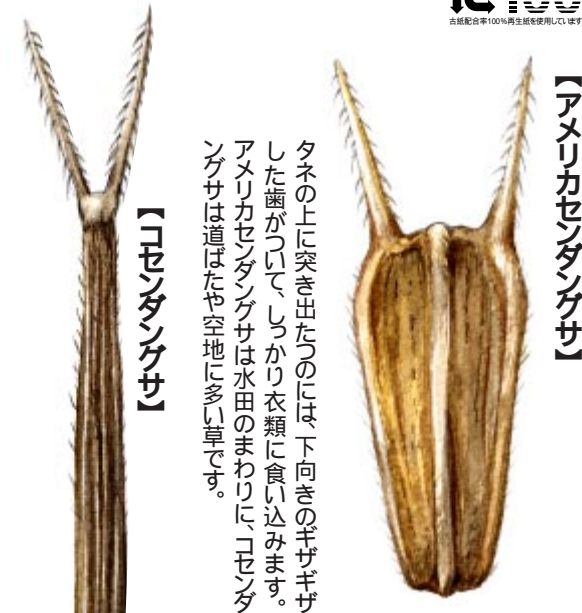 100
古紙配合率100%再生紙を使用しています
【アメリカセンダングサ】
タネの上に突き出たつのには、下向きのギザギザ
した歯がついて、しっかり衣類に食い込みます。
アメリカセンダングサは水田のまわりに、コセンダ
ングサは道ばたや空地に多い草です。
【コセンダングサ】